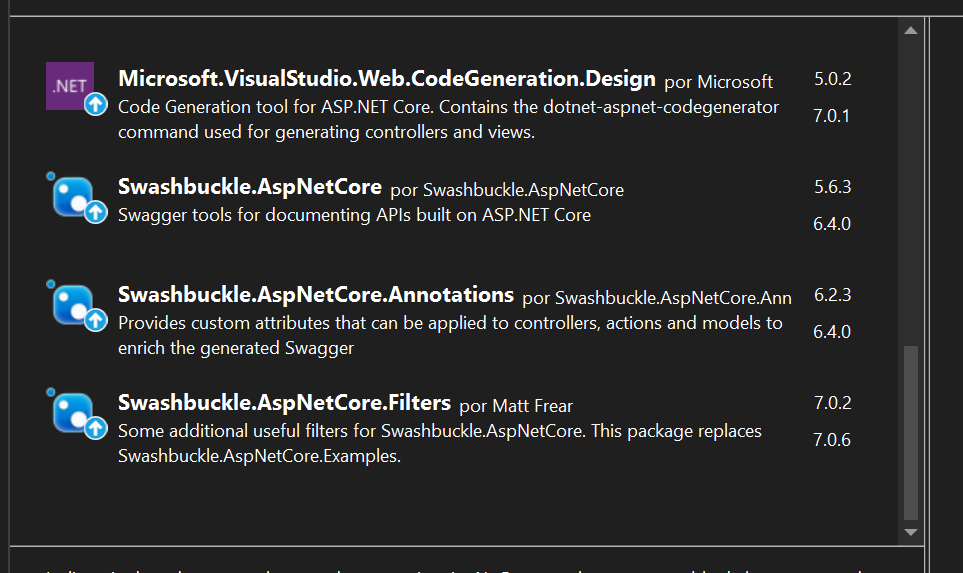 .NET
Microsoft.VisualStudio.Web.CodeGeneration.Design por Microsoft 5.0.2
Code Generation tool for ASP.NET Core. Contains the dotnet-aspnet-codegenerator 7.0.1
command used for generating controllers and views.
Swashbuckle.AspNetCore por Swashbuckle.AspNetCore 5.6.3
Swagger tools for documenting APIs built on ASP.NET Core 6.4.0
Swashbuckle.AspNetCore.Annotations por Swashbuckle.AspNetCore.Ann 6.2.3
Provides custom attributes that can be applied to controllers, actions and models to 6.4.0
enrich the generated Swagger
Swashbuckle.AspNetCore.Filters por Matt Frear 7.0.2
Some additional useful filters for Swashbuckle.AspNetCore. This package replaces 7.0.6
Swashbuckle.AspNetCore.Examples.